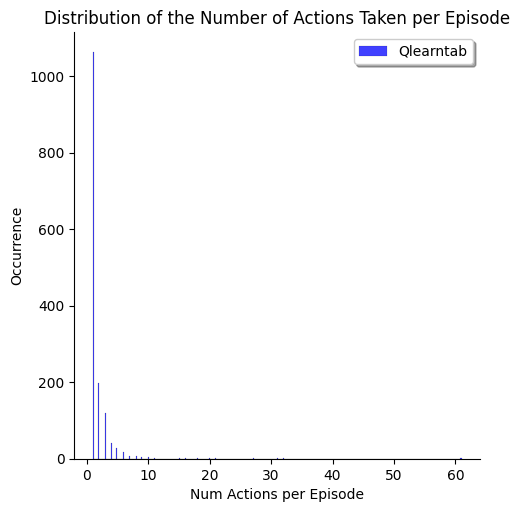 Distribution of the Number of Actions Taken per Episode
Qlearntab
1000
800
600
400
200
0
Occurrence
0 10 20 30 40 50 60
Num Actions per Episode